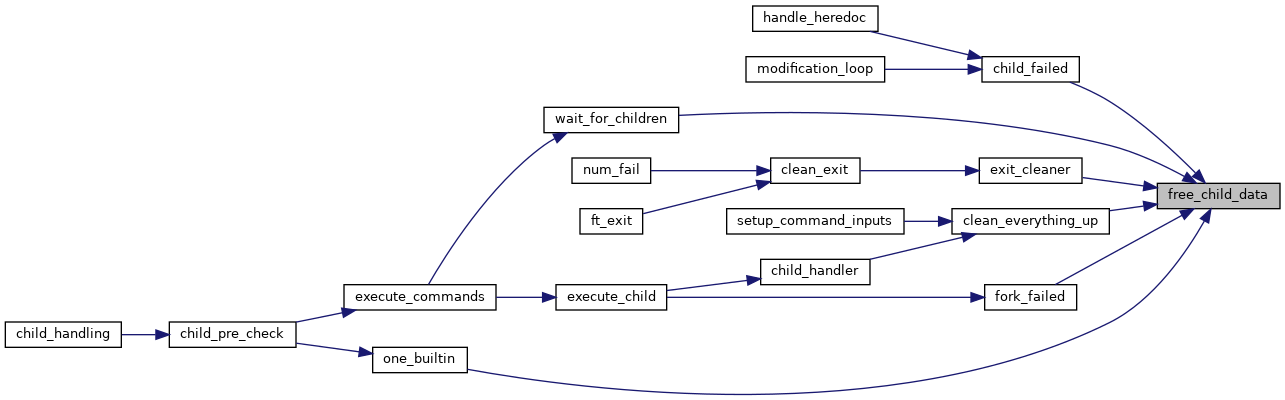 handle_heredoc
modification_loop
child_failed
wait_for_children
num_fail
clean_exit
exit_cleaner
free_child_data
ft_exit
setup_command_inputs
clean_everything_up
child_handler
execute_commands
execute_child
fork_failed
child_handling
child_pre_check
one_builtin